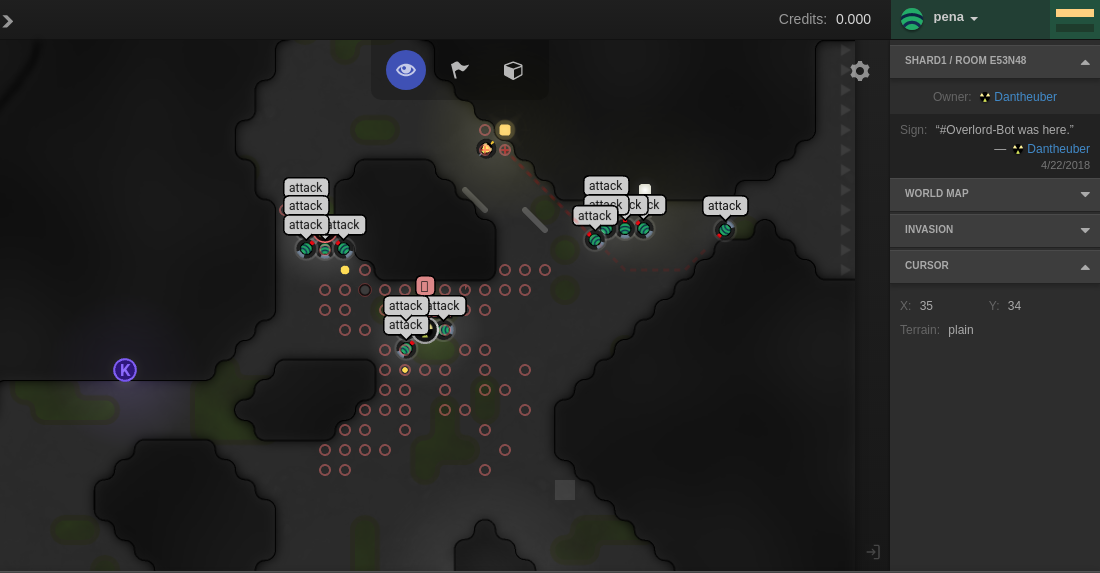 Credits: 0.000
pena
SHARD1 / ROOM E53N48
Owner: Dantheuber
Sign: “#Overlord-Bot was here.”
— Dantheuber
4/22/2018
WORLD MAP
INVASION
CURSOR
X: 35 Y: 34
Terrain: plain
attack
attack
attack attack
attack
attack
attack
attack
attack attack
attack
K